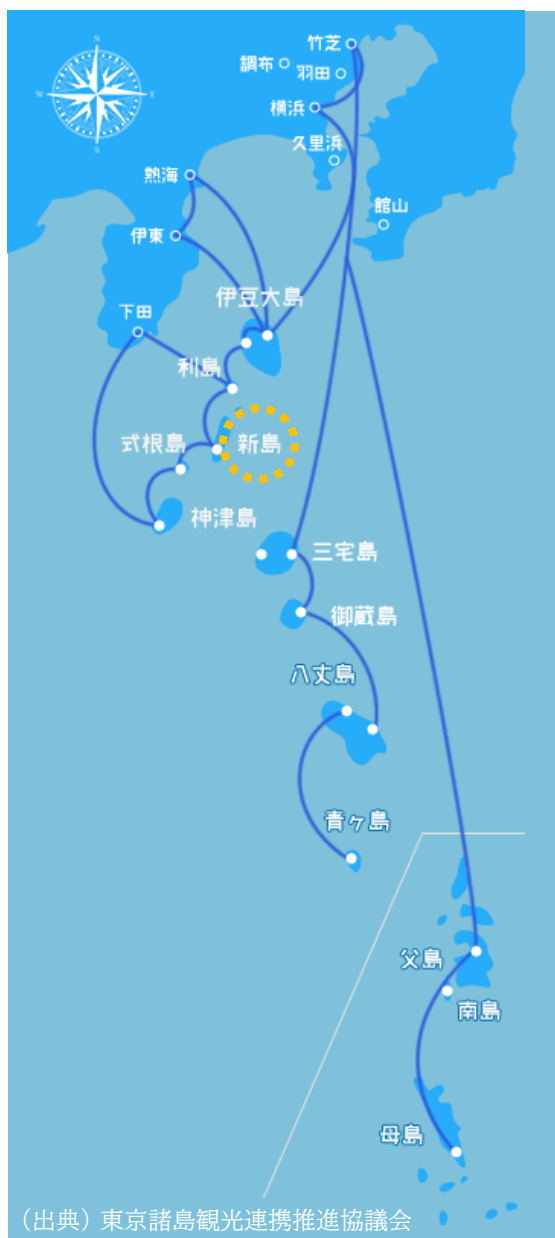 竹芝
調布
羽田
N
W
E
S
横浜
久里浜
熱海
館山
伊東
伊豆大島
下田
利島
式根島
新島
神津島
三宅島
御蔵島
八丈島
青ヶ島
父島
南島
母島
(出典)東京諸島観光連携推進協議会